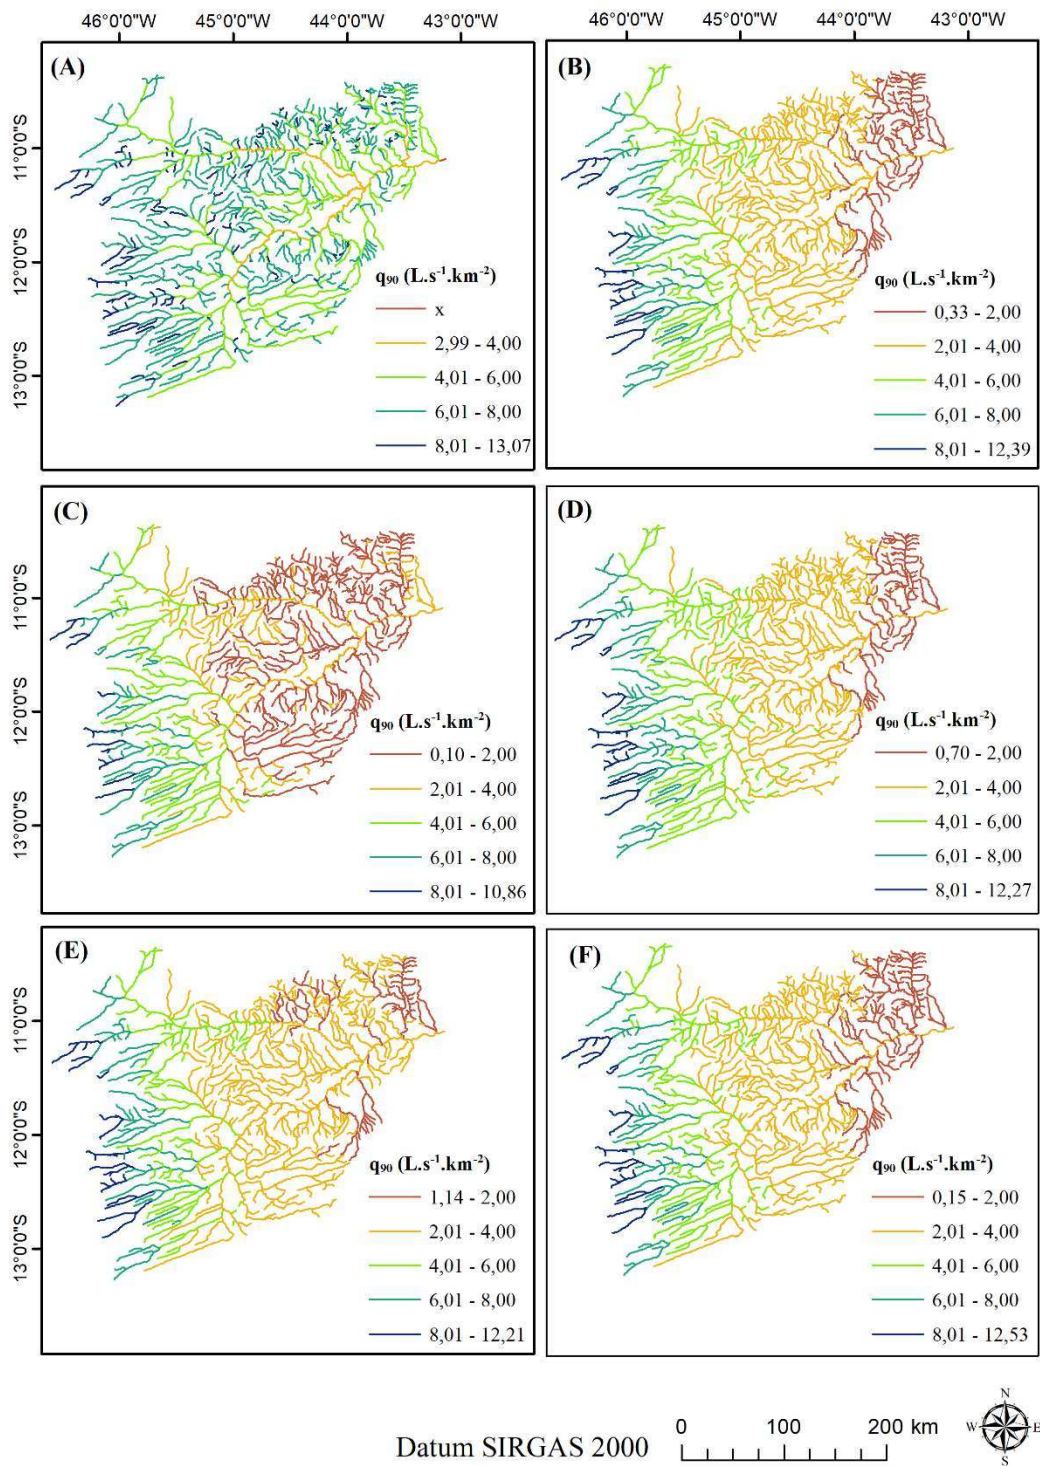 46°0'0"W 45°0'0"W 44°0'0"W 43°0'0"W 46°0'0"W 45°0'0"W 44°0'0"W 43°0'0"W
(A)
11°0'0"S
12°0'0"S
13°0'0"S
q₉₀ (L.s⁻¹.km⁻²)
x
2,99 - 4,00
4,01 - 6,00
6,01 - 8,00
8,01 - 13,07
(B)
q₉₀ (L.s⁻¹.km⁻²)
0,33 - 2,00
2,01 - 4,00
4,01 - 6,00
6,01 - 8,00
8,01 - 12,39
(C)
11°0'0"S
12°0'0"S
13°0'0"S
q₉₀ (L.s⁻¹.km⁻²)
0,10 - 2,00
2,01 - 4,00
4,01 - 6,00
6,01 - 8,00
8,01 - 10,86
(D)
q₉₀ (L.s⁻¹.km⁻²)
0,70 - 2,00
2,01 - 4,00
4,01 - 6,00
6,01 - 8,00
8,01 - 12,27
(E)
11°0'0"S
12°0'0"S
13°0'0"S
q₉₀ (L.s⁻¹.km⁻²)
1,14 - 2,00
2,01 - 4,00
4,01 - 6,00
6,01 - 8,00
8,01 - 12,21
(F)
q₉₀ (L.s⁻¹.km⁻²)
0,15 - 2,00
2,01 - 4,00
4,01 - 6,00
6,01 - 8,00
8,01 - 12,53
Datum SIRGAS 2000
0 100 200 km
N
W E
S